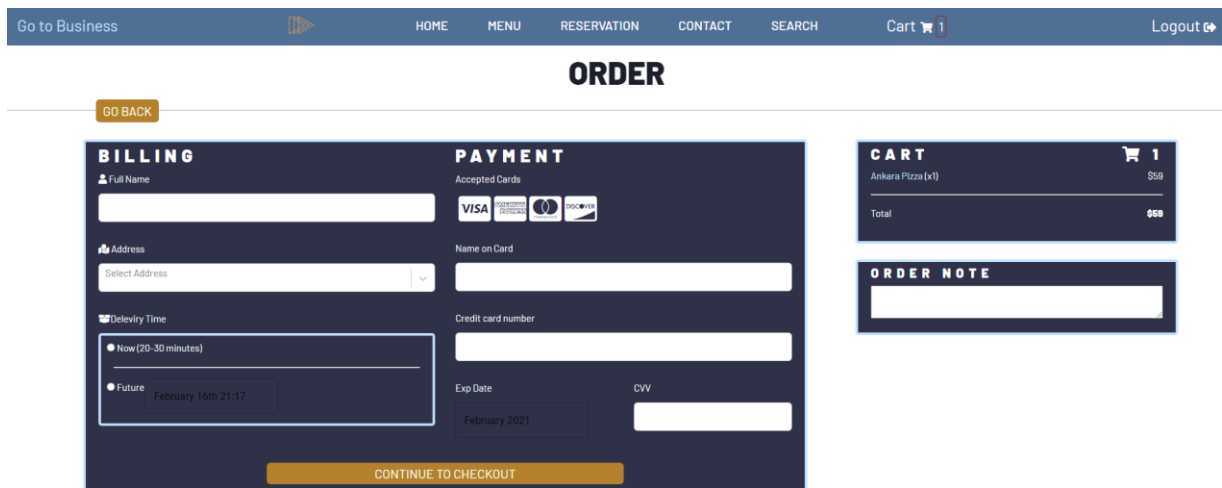 Go to Business HOME MENU RESERVATION CONTACT SEARCH Cart 1 Logout
ORDER
GO BACK
BILLING
Full Name
Address
Select Address
Deleviry Time
Now (20-30 minutes)
Future February 16th 21:17
PAYMENT
Accepted Cards
VISA DISCOVER
Name on Card
Credit card number
Exp Date CVV
February 2021
CONTINUE TO CHECKOUT
CART 1
Ankara Pizza (x1) $59
Total $59
ORDER NOTE